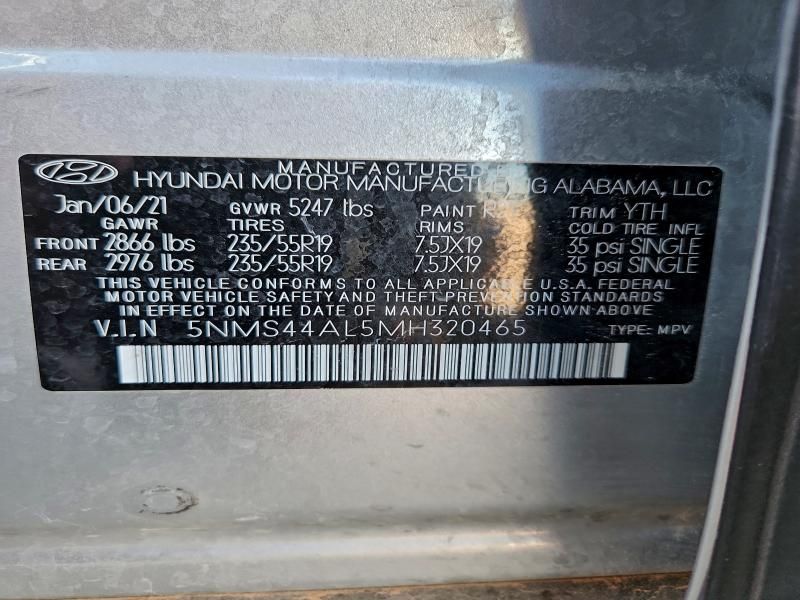 MANUFACTURED
HYUNDAI MOTOR MANUFACTURING ALABAMA, LLC
Jan/06/21 GVWR 5247 lbs PAINT TRIM YTH
GAWR TIRES RIMS COLD TIRE INFL
FRONT 2866 lbs 235/55R19 7.5JX19 35 psi SINGLE
REAR 2976 lbs 235/55R19 7.5JX19 35 psi SINGLE
THIS VEHICLE CONFORMS TO ALL APPLICABLE U.S.A. FEDERAL
MOTOR VEHICLE SAFETY AND THEFT PREVENTION STANDARDS
IN EFFECT ON THE DATE OF MANUFACTURE SHOWN ABOVE
V.I.N 5NMS44AL5MH320465 TYPE: MPV